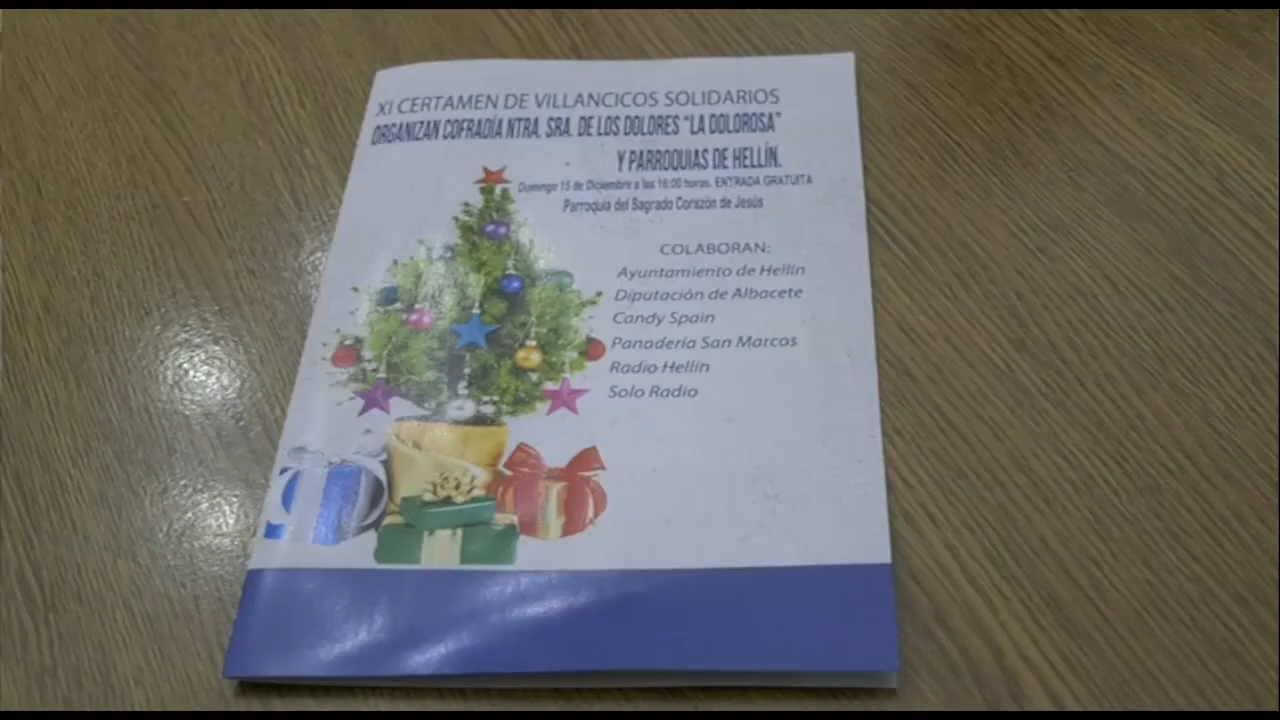 XI CERTAMEN DE VILLANCICOS SOLIDARIOS
ORGANIZAN COFRADÍA NTRA. SRA. DE LOS DOLORES "LA DOLOROSA"
Y PARROQUIAS DE HELLÍN.
Domingo 15 de Diciembre a las 16:00 horas. ENTRADA GRATUITA
Parroquia del Sagrado Corazón de Jesús
COLABORAN:
Ayuntamiento de Hellín
Diputación de Albacete
Candy Spain
Panadería San Marcos
Radio Hellín
Solo Radio